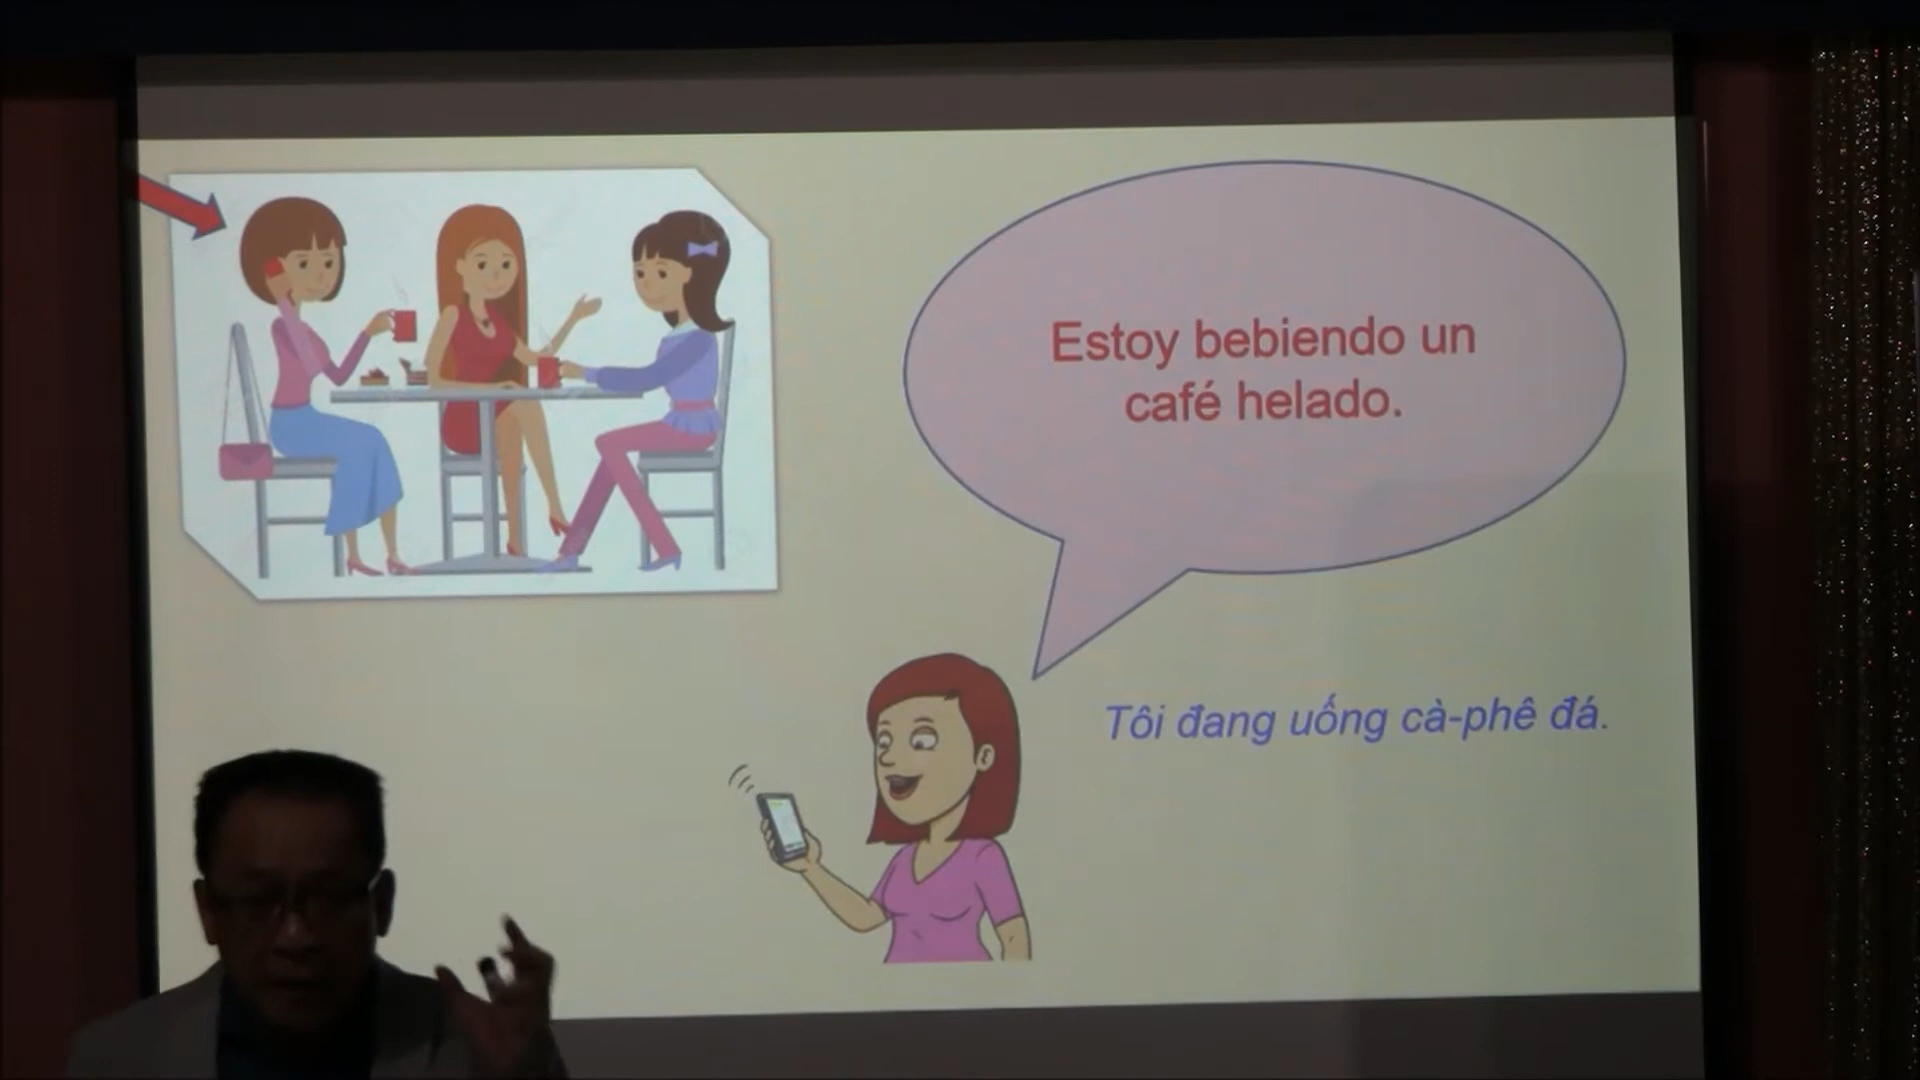 Estoy bebiendo un
café helado.
Tôi đang uống cà-phê đá.